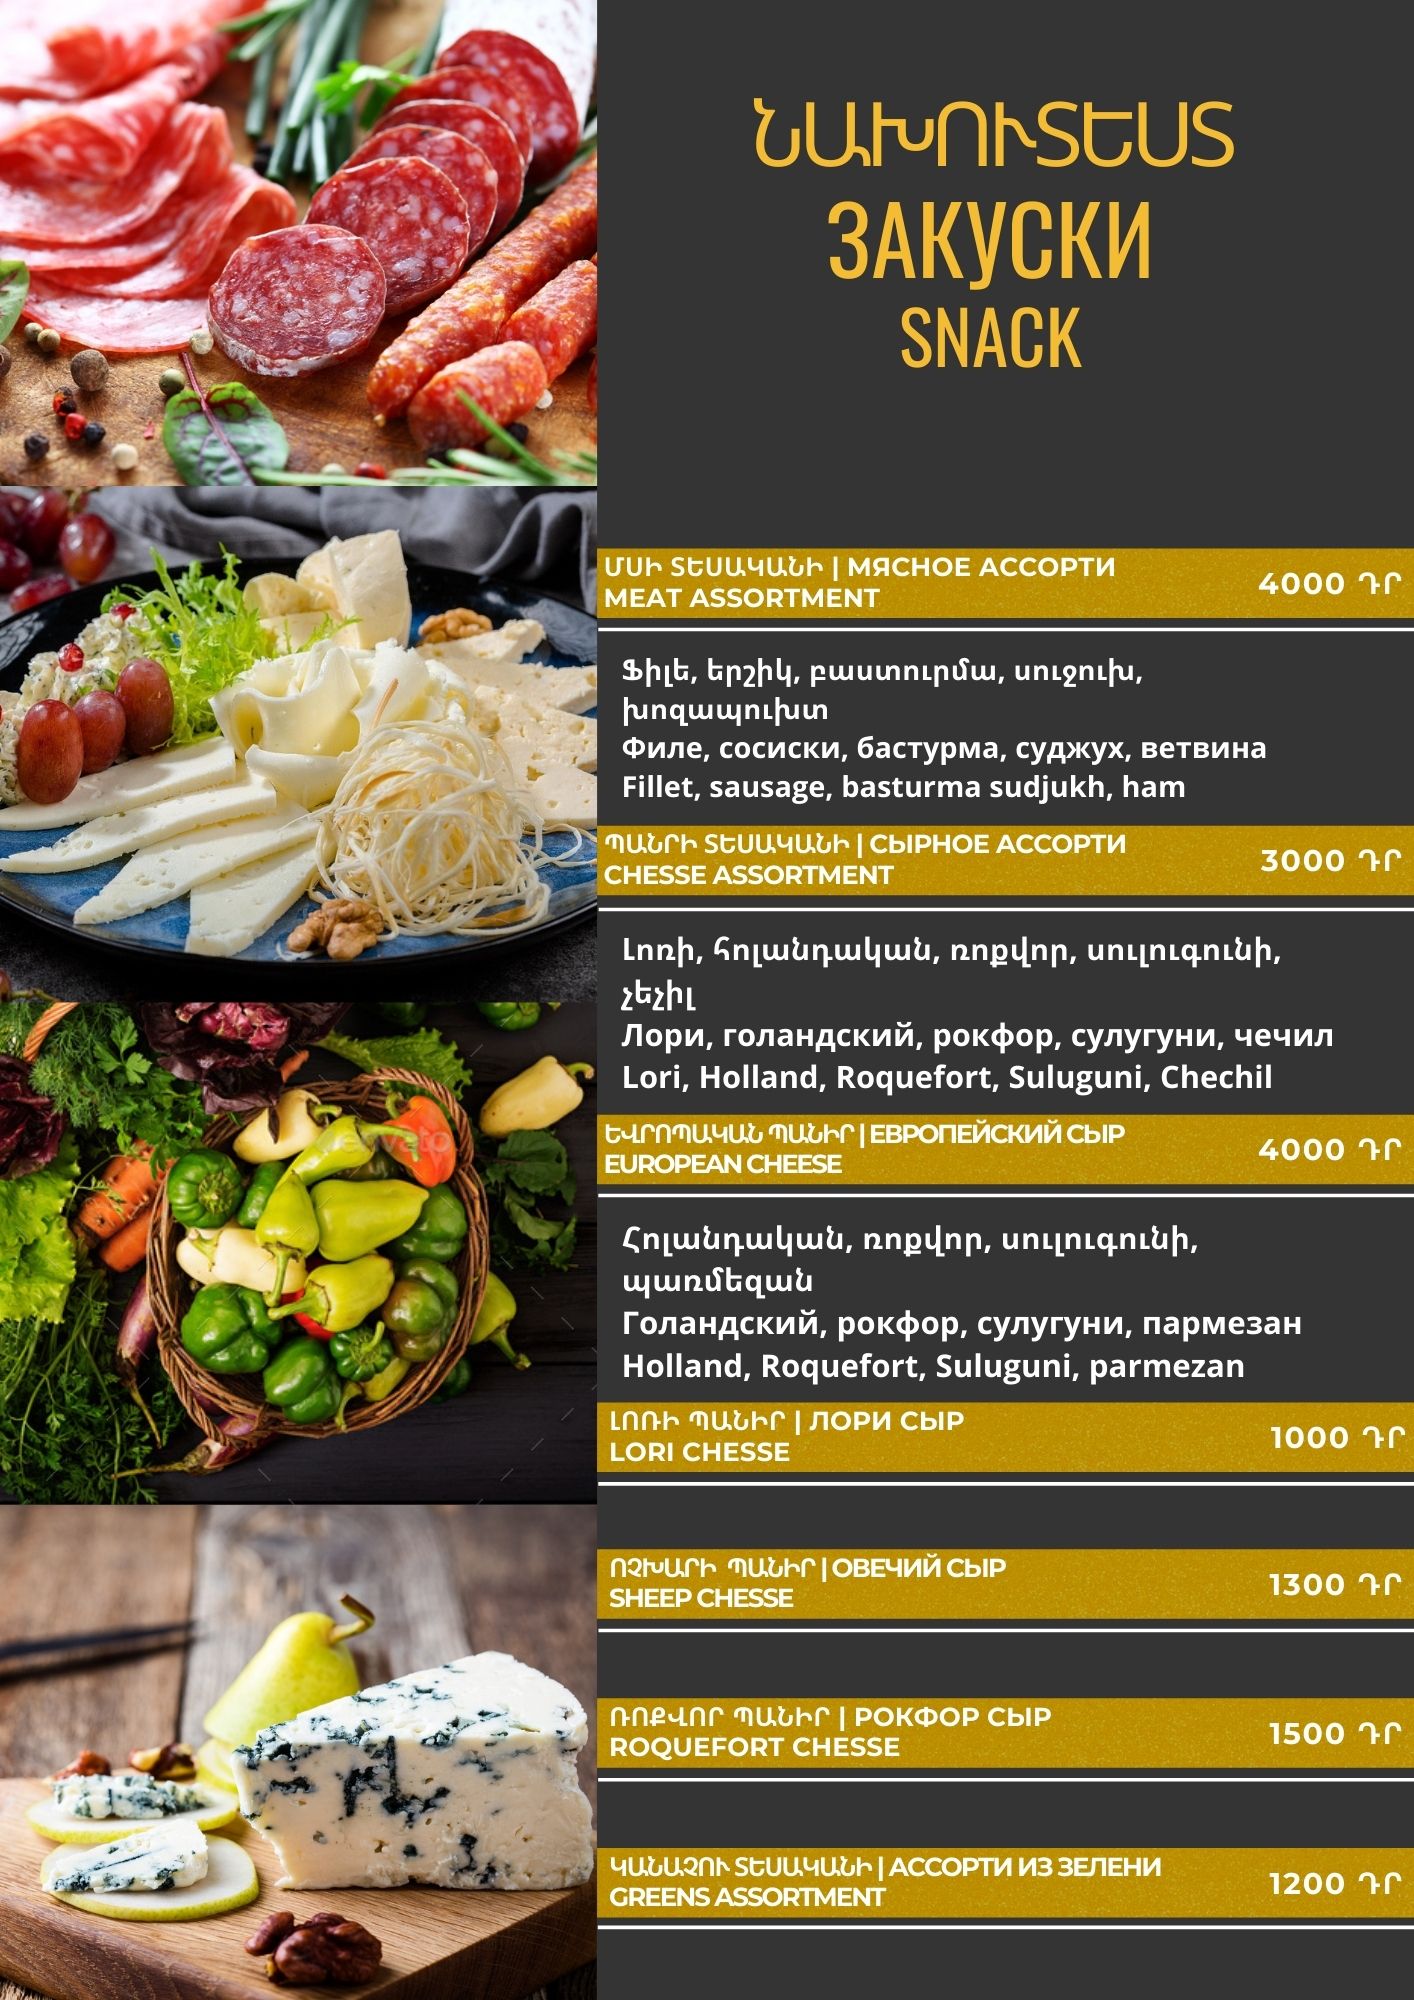 ՆԱԽՈՒՏԵՍՏ
ЗАКУСКИ
SNACK
ՄՍԻ ՏԵՍԱԿԱՆԻ | МЯСНОЕ АССОРТИ
MEAT ASSORTMENT
4000 ԴՐ
Ֆիլե, երշիկ, բաստուրմա, սուջուխ,
խոզապուխտ
Филе, сосиски, бастурма, суджух, ветвина
Fillet, sausage, basturma sudjukh, ham
ՊԱՆՐԻ ՏԵՍԱԿԱՆԻ | СЫРНОЕ АССОРТИ
CHESSE ASSORTMENT
3000 ԴՐ
Լոռի, հոլանդական, ռոքվոր, սուլուգունի,
չեչիլ
Лори, голандский, рокфор, сулугуни, чечил
Lori, Holland, Roquefort, Suluguni, Chechil
ԵՎՐՈՊԱԿԱՆ ՊԱՆԻՐ | ЕВРОПЕЙСКИЙ СЫР
EUROPEAN CHEESE
4000 ԴՐ
Հոլանդական, ռոքվոր, սուլուգունի,
պառմեզան
Голандский, рокфор, сулугуни, пармезан
Holland, Roquefort, Suluguni, parmezan
ԼՈՌԻ ՊԱՆԻՐ | ЛОРИ СЫР
LORI CHESSE
1000 ԴՐ
ՈՉԽԱՐԻ ՊԱՆԻՐ | ОВЕЧИЙ СЫР
SHEEP CHESSE
1300 ԴՐ
ՌՈՔՎՈՐ ՊԱՆԻՐ | РОКФОР СЫР
ROQUEFORT CHESSE
1500 ԴՐ
ԿԱՆԱՉՈՒ ՏԵՍԱԿԱՆԻ | АССОРТИ ИЗ ЗЕЛЕНИ
GREENS ASSORTMENT
1200 ԴՐ